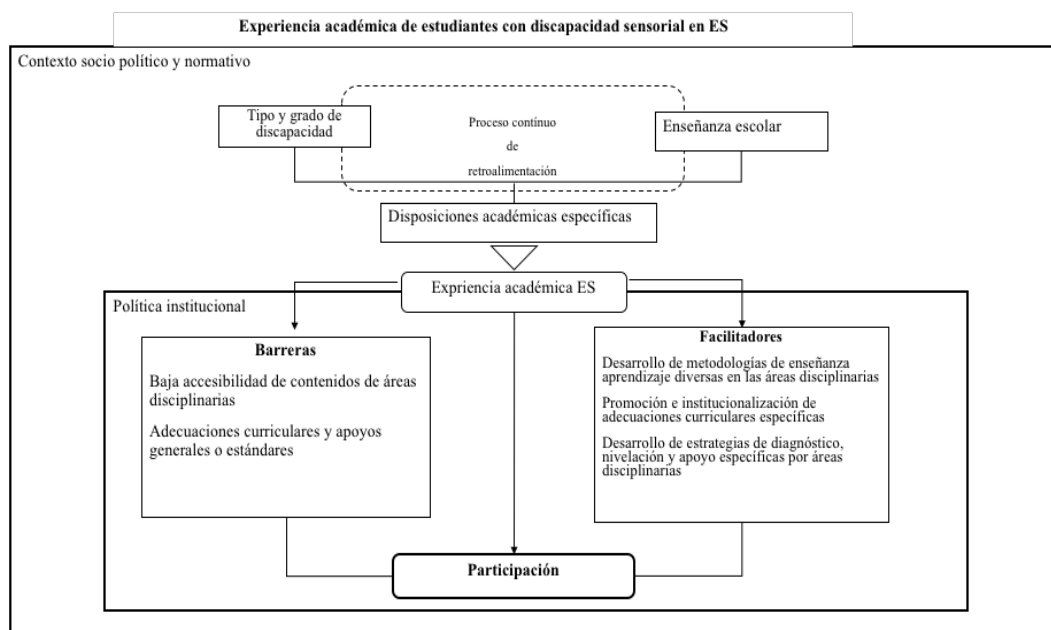 Experiencia académica de estudiantes con discapacidad sensorial en ES
Contexto socio político y normativo
Tipo y grado de
discapacidad
Proceso contínuo
de
retroalimentación
Enseñanza escolar
Disposiciones académicas específicas
Expriencia académica ES
Política institucional
Barreras
Baja accesibilidad de contenidos de áreas
disciplinarias
Adecuaciones curriculares y apoyos
generales o estándares
Facilitadores
Desarrollo de metodologías de enseñanza
aprendizaje diversas en las áreas disciplinarias
Promoción e institucionalización de
adecuaciones curriculares específicas
Desarrollo de estrategias de diagnóstico,
nivelación y apoyo específicas por áreas
disciplinarias
Participación